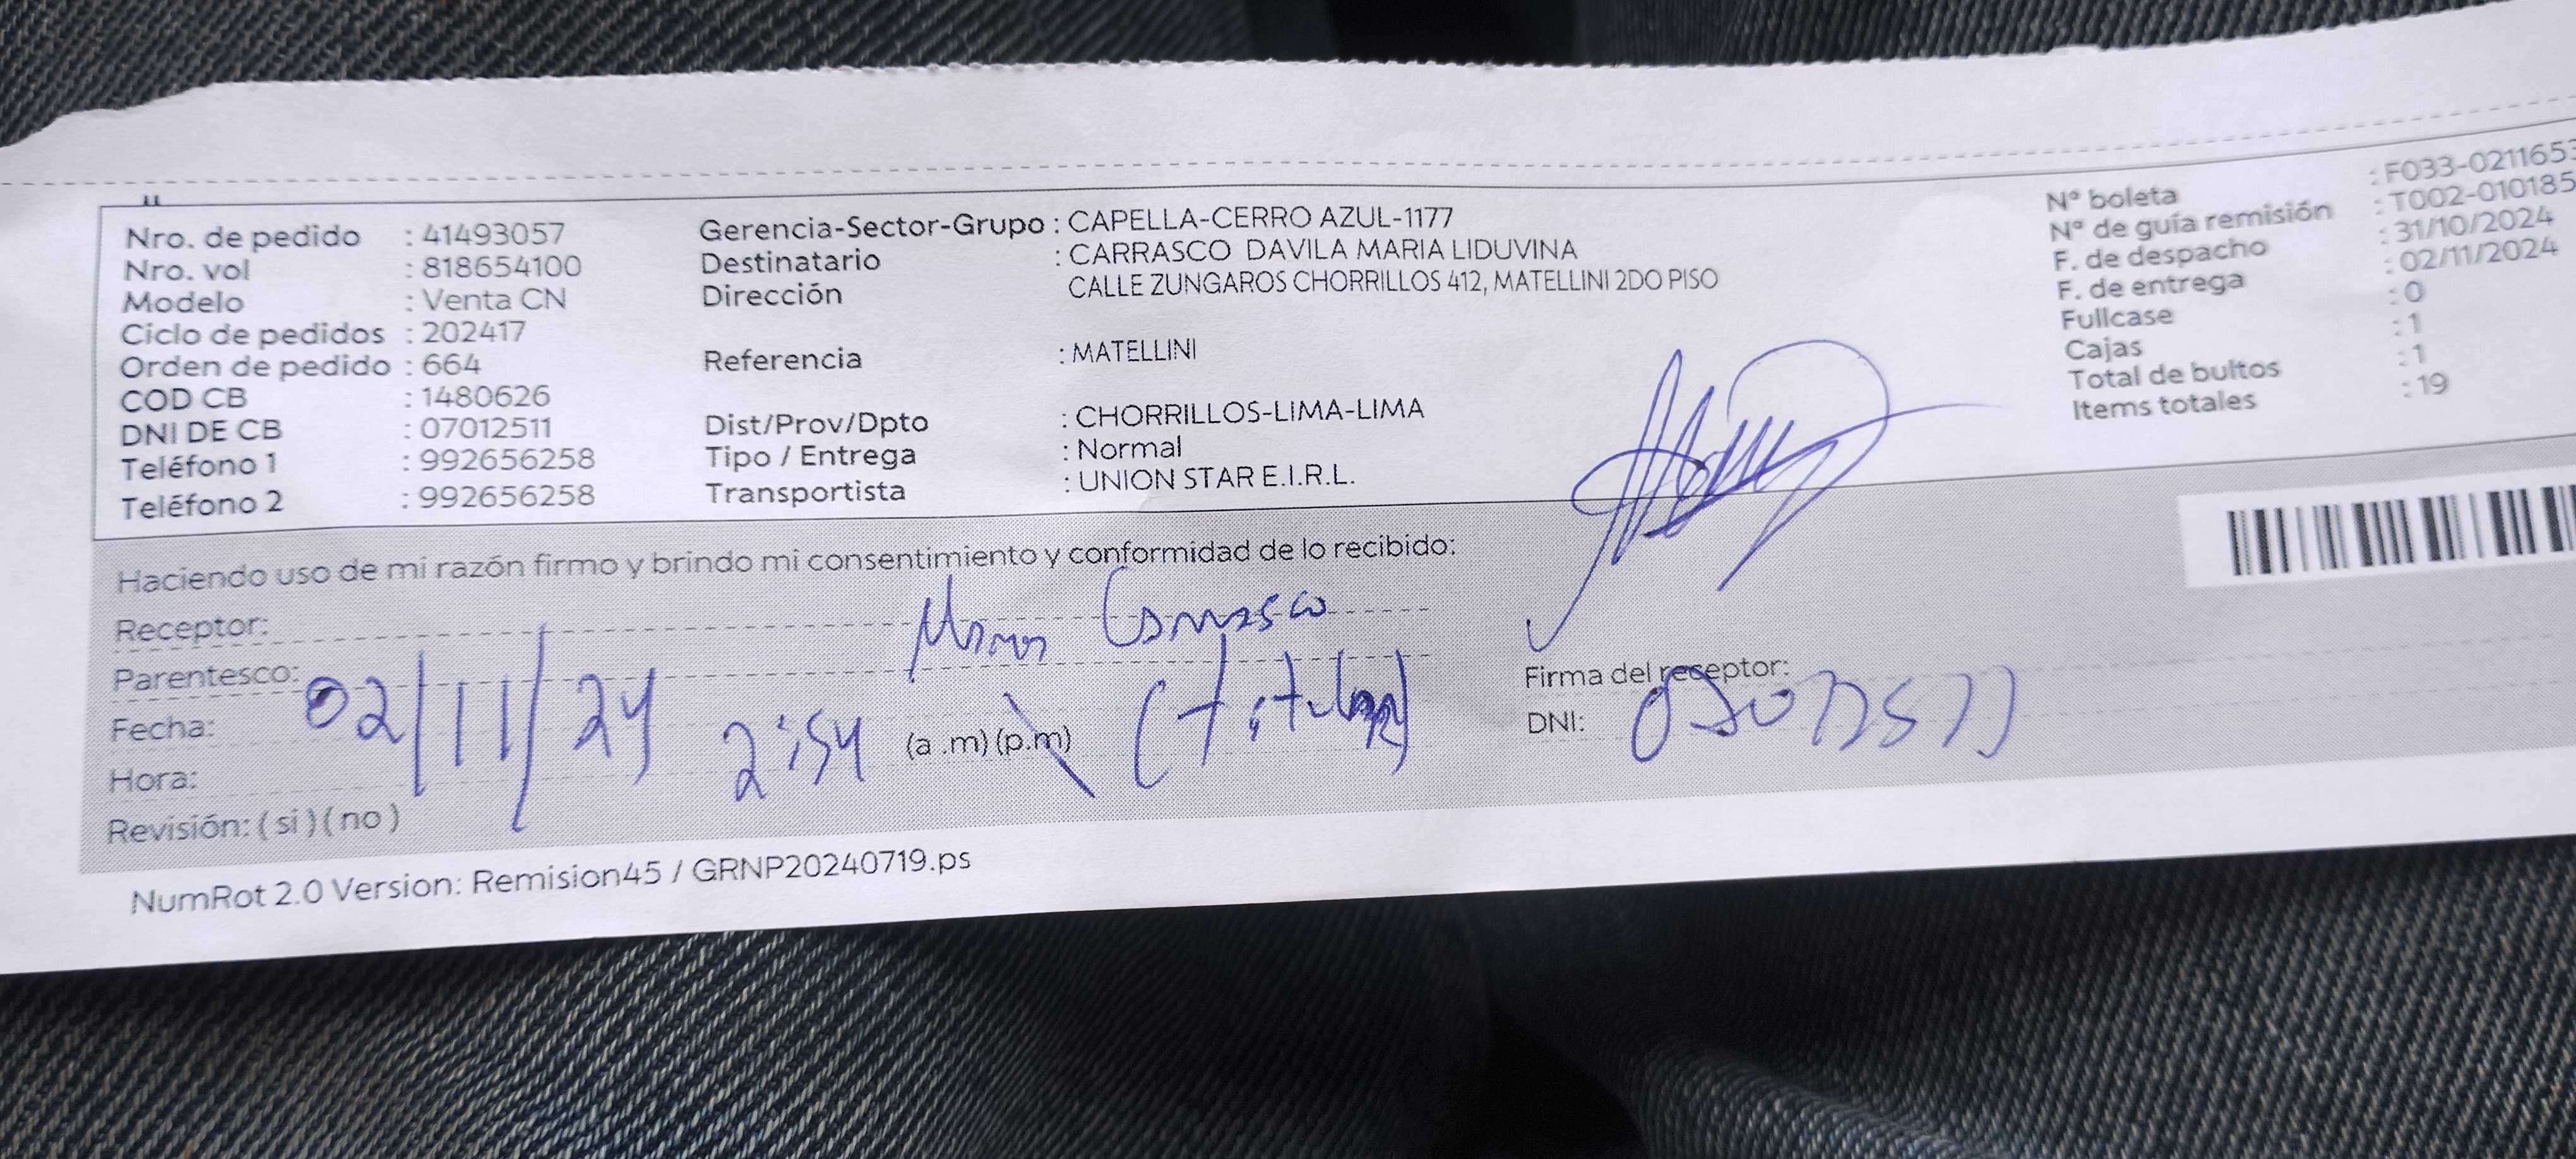 Nro. de pedido : 41493057
Nro. vol : 818654100
Modelo : Venta CN
Ciclo de pedidos : 202417
Orden de pedido : 664
COD CB : 1480626
DNI DE CB : 07012511
Teléfono 1 : 992656258
Teléfono 2 : 992656258
Gerencia-Sector-Grupo : CAPELLA-CERRO AZUL-1177
Destinatario : CARRASCO DAVILA MARIA LIDUVINA
Dirección CALLE ZUNGAROS CHORRILLOS 412, MATELLINI 2DO PISO
Referencia : MATELLINI
Dist/Prov/Dpto : CHORRILLOS-LIMA-LIMA
Tipo / Entrega : Normal
Transportista : UNION STAR E.I.R.L.
Nº boleta : F033-0211653
Nº de guía remisión : T002-010185
F. de despacho : 31/10/2024
F. de entrega : 02/11/2024
Fullcase : 0
Cajas : 1
Total de bultos : 1
Items totales : 19
Haciendo uso de mi razón firmo y brindo mi consentimiento y conformidad de lo recibido:
Receptor: Carrasco
Parentesco: (titular)
Fecha: 02/11/24
Hora: 2:54 (a .m) (p.m)
Revisión: ( si ) ( no )
Firma del receptor:
DNI:
NumRot 2.0 Version: Remision45 / GRNP20240719.ps